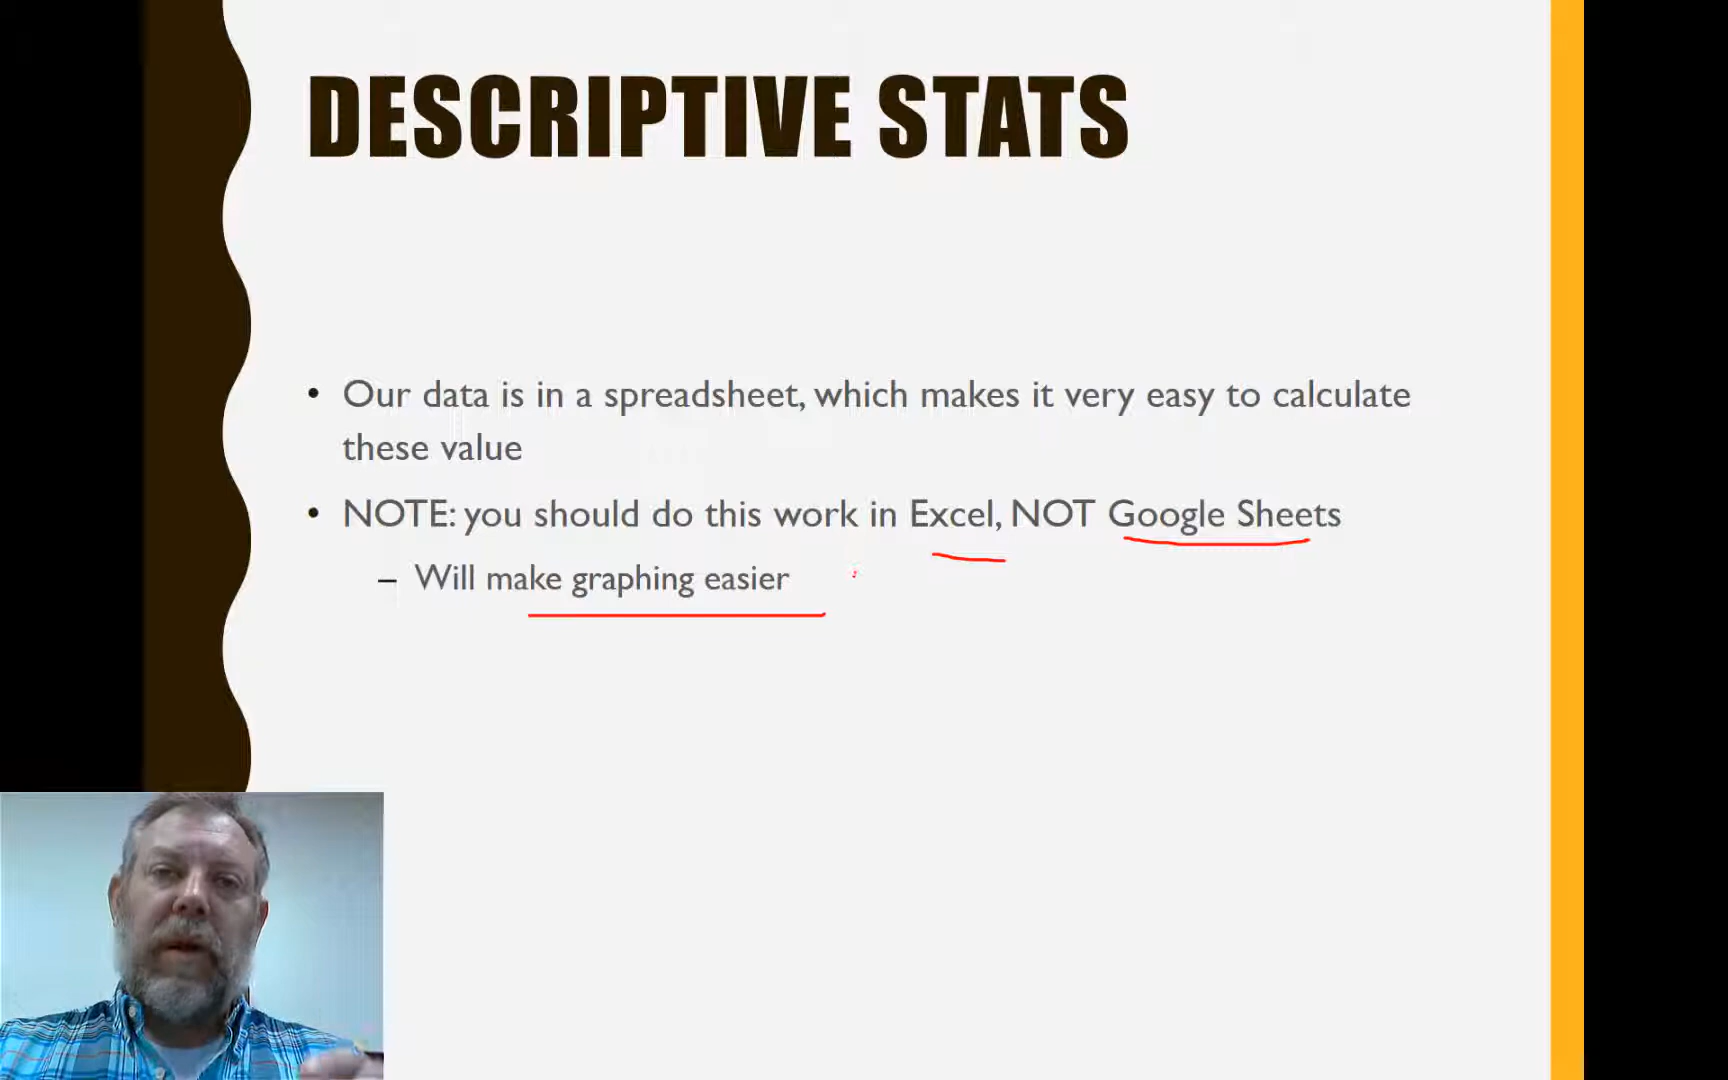 DESCRIPTIVE STATS
• Our data is in a spreadsheet, which makes it very easy to calculate
these value
• NOTE: you should do this work in Excel, NOT Google Sheets
– Will make graphing easier